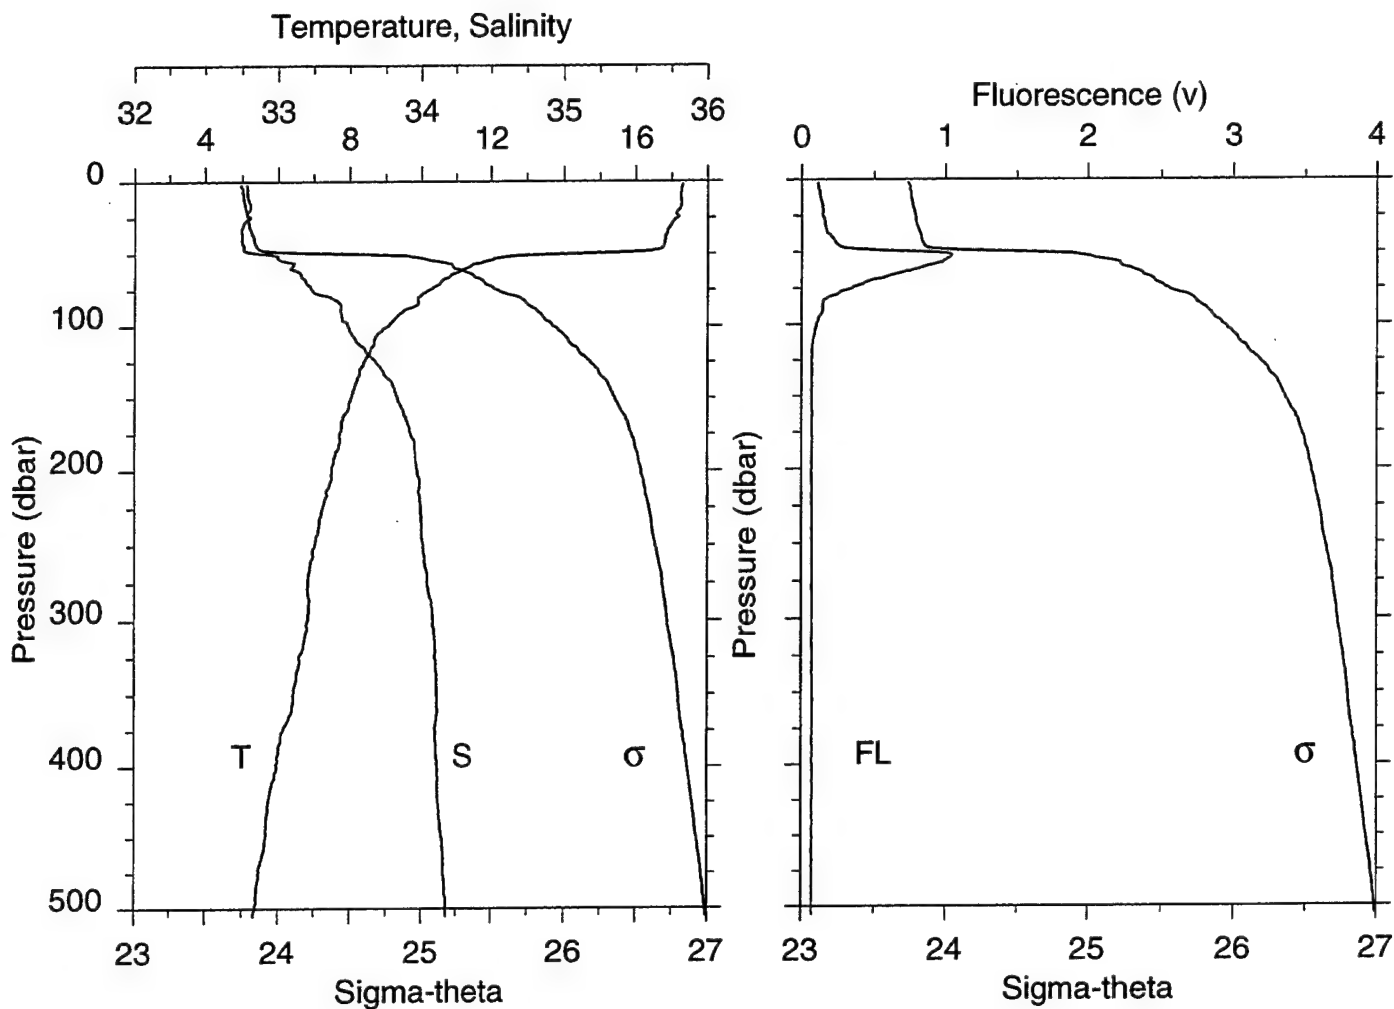 Temperature, Salinity
32 33 34 35 36
4 8 12 16
0
100
200
300
400
500
Pressure (dbar)
T S σ
23 24 25 26 27
Sigma-theta
Fluorescence (v)
0 1 2 3 4
Pressure (dbar)
FL σ
23 24 25 26 27
Sigma-theta